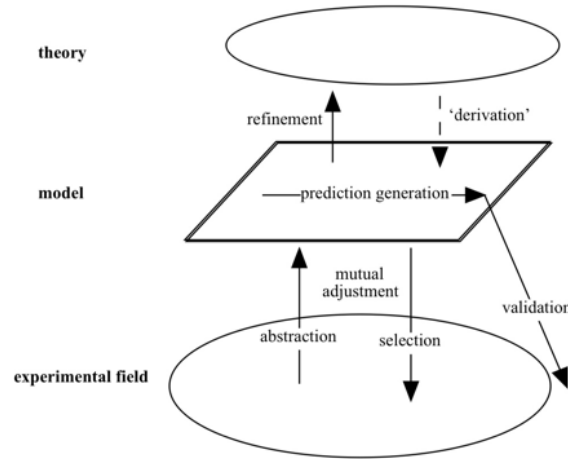 theory
refinement
‘derivation’
model
prediction generation
mutual
adjustment
validation
abstraction
selection
experimental field